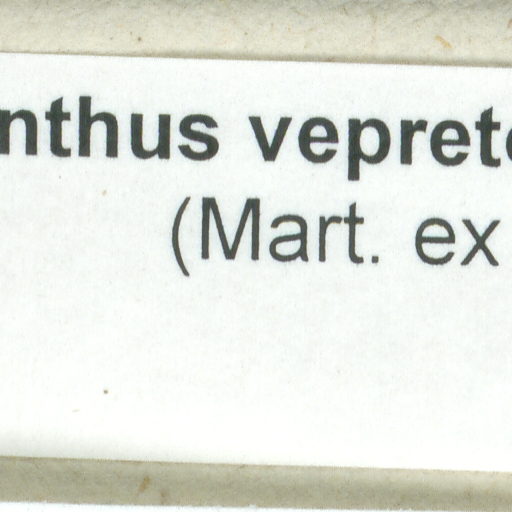 nthus vepret
(Mart. ex